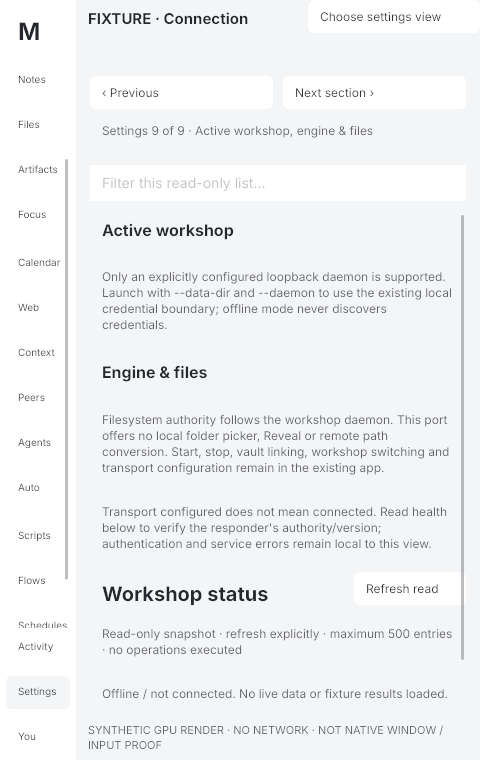 M
Notes
Files
Artifacts
Focus
Calendar
Web
Context
Peers
Agents
Auto
Scripts
Flows
Schedules
Activity
Settings
You
FIXTURE · Connection
Choose settings view
‹ Previous
Next section ›
Settings 9 of 9 · Active workshop, engine & files
Filter this read-only list...
Active workshop
Only an explicitly configured loopback daemon is supported.
Launch with --data-dir and --daemon to use the existing local
credential boundary; offline mode never discovers
credentials.
Engine & files
Filesystem authority follows the workshop daemon. This port
offers no local folder picker, Reveal or remote path
conversion. Start, stop, vault linking, workshop switching and
transport configuration remain in the existing app.
Transport configured does not mean connected. Read health
below to verify the responder's authority/version;
authentication and service errors remain local to this view.
Workshop status
Refresh read
Read-only snapshot · refresh explicitly · maximum 500 entries
· no operations executed
Offline / not connected. No live data or fixture results loaded.
SYNTHETIC GPU RENDER · NO NETWORK · NOT NATIVE WINDOW /
INPUT PROOF